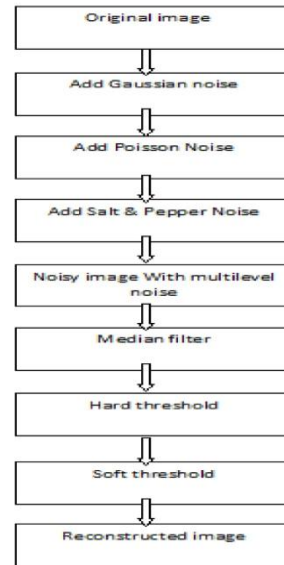 Original image
Add Gaussian noise
Add Poisson Noise
Add Salt & Pepper Noise
Noisy image With multilevel
noise
Median filter
Hard threshold
Soft threshold
Reconstructed image